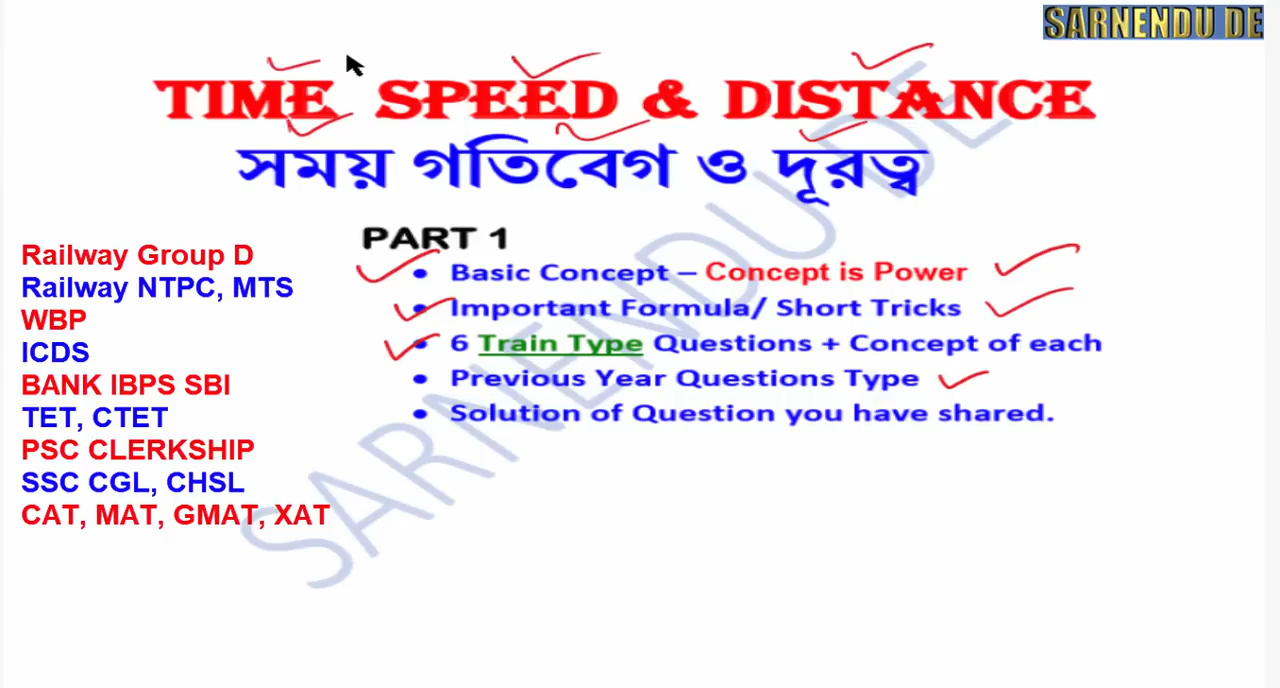 SARNENDU DE
TIME SPEED & DISTANCE
সময় গতিবেগ ও দূরত্ব
PART 1
• Basic Concept – Concept is Power
• Important Formula/ Short Tricks
• 6 Train Type Questions + Concept of each
• Previous Year Questions Type
• Solution of Question you have shared.
Railway Group D
Railway NTPC, MTS
WBP
ICDS
BANK IBPS SBI
TET, CTET
PSC CLERKSHIP
SSC CGL, CHSL
CAT, MAT, GMAT, XAT
SARNENDU DE